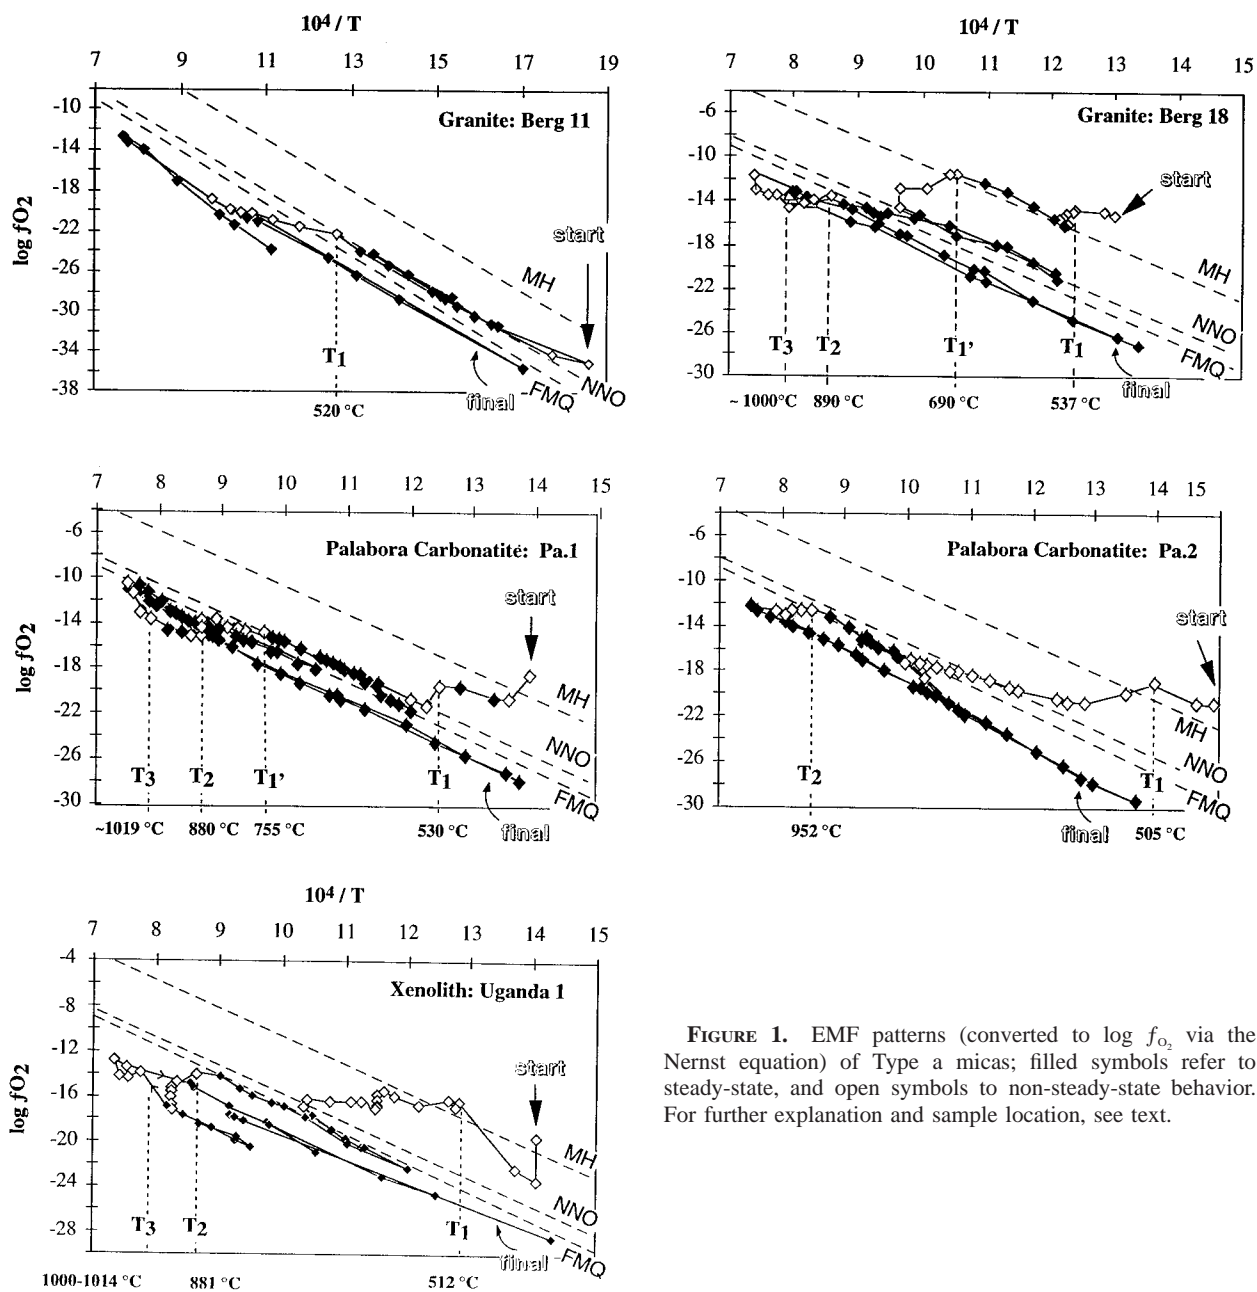 10⁴ / T
7 9 11 13 15 17 19
-10
-14
-18
-22
-26
-30
-34
-38
log fO₂
Granite: Berg 11
start
MH
NNO
FMQ
final
T₁
520 °C
10⁴ / T
7 8 9 10 11 12 13 14 15
-6
-10
-14
-18
-22
-26
-30
Granite: Berg 18
start
MH
NNO
FMQ
final
T₃ T₂ T₁' T₁
~ 1000°C 890 °C 690 °C 537 °C
7 8 9 10 11 12 13 14 15
-6
-10
-14
-18
-22
-26
-30
log fO₂
Palabora Carbonatite: Pa.1
start
MH
NNO
FMQ
final
T₃ T₂ T₁' T₁
~1019 °C 880 °C 755 °C 530 °C
7 8 9 10 11 12 13 14 15
-6
-10
-14
-18
-22
-26
-30
Palabora Carbonatite: Pa.2
start
MH
NNO
FMQ
final
T₂ T₁
952 °C 505 °C
10⁴ / T
7 8 9 10 11 12 13 14 15
-4
-8
-12
-16
-20
-24
-28
log fO₂
Xenolith: Uganda 1
start
MH
NNO
FMQ
final
T₃ T₂ T₁
1000-1014 °C 881 °C 512 °C
FIGURE 1. EMF patterns (converted to log f O₂ via the
Nernst equation) of Type a micas; filled symbols refer to
steady-state, and open symbols to non-steady-state behavior.
For further explanation and sample location, see text.